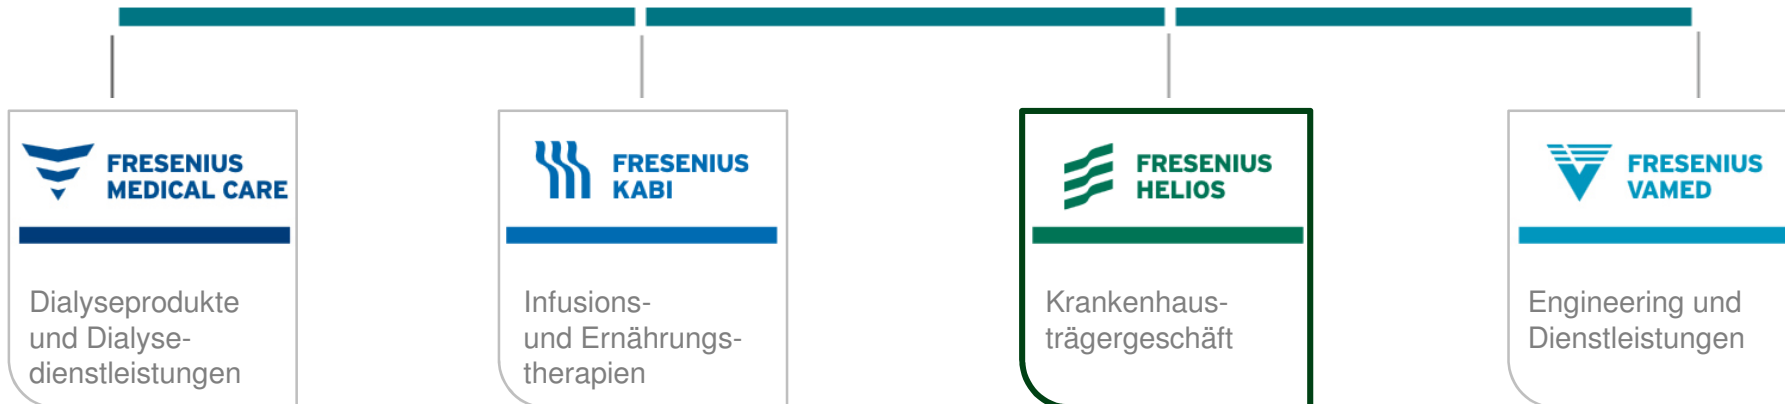 FRESENIUS
MEDICAL CARE
Dialyseprodukte
und Dialyse-
dienstleistungen
FRESENIUS
KABI
Infusions-
und Ernährungs-
therapien
FRESENIUS
HELIOS
Krankenhaus-
trägergeschäft
FRESENIUS
VAMED
Engineering und
Dienstleistungen